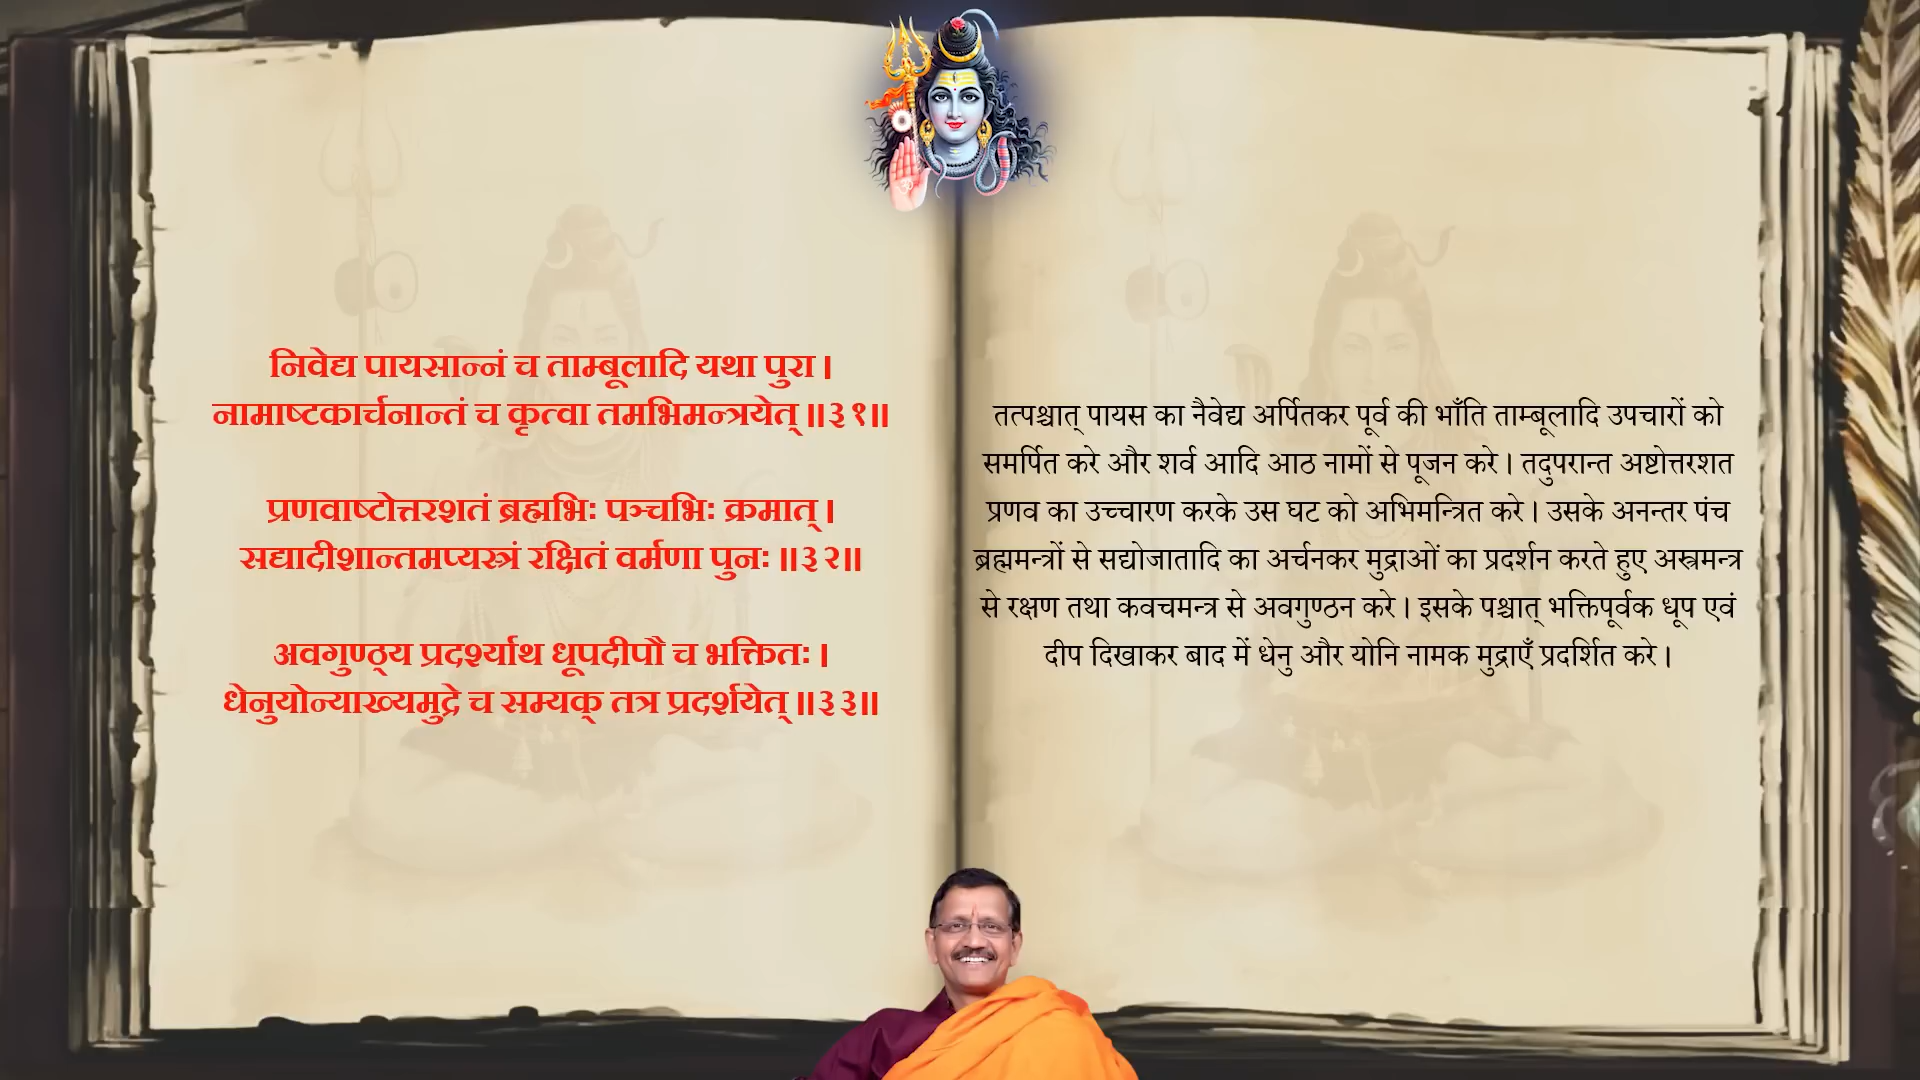 निवेद्य पायसान्नं च ताम्बूलादि यथा पुरा ।
नामाष्टकार्चनान्तं च कृत्वा तमभिमन्त्रयेत् ॥३१॥
प्रणवाष्टोत्तरशतं ब्रह्मभिः पञ्चभिः क्रमात् ।
सद्यादीशान्तमप्यस्त्रं रक्षितं वर्मणा पुनः ॥३२॥
अवगुण्ठ्य प्रदर्श्याथ धूपदीपौ च भक्तितः ।
धेनुयोन्याख्यमुद्रे च सम्यक् तत्र प्रदर्शयेत् ॥३३॥
तत्पश्चात् पायस का नैवेद्य अर्पितकर पूर्व की भाँति ताम्बूलादि उपचारों को
समर्पित करे और शर्व आदि आठ नामों से पूजन करे । तदुपरान्त अष्टोत्तरशत
प्रणव का उच्चारण करके उस घट को अभिमन्त्रित करे । उसके अनन्तर पंच
ब्रह्ममन्त्रों से सद्योजातादि का अर्चनकर मुद्राओं का प्रदर्शन करते हुए अस्त्रमन्त्र
से रक्षण तथा कवचमन्त्र से अवगुण्ठन करे । इसके पश्चात् भक्तिपूर्वक धूप एवं
दीप दिखाकर बाद में धेनु और योनि नामक मुद्राएँ प्रदर्शित करे ।